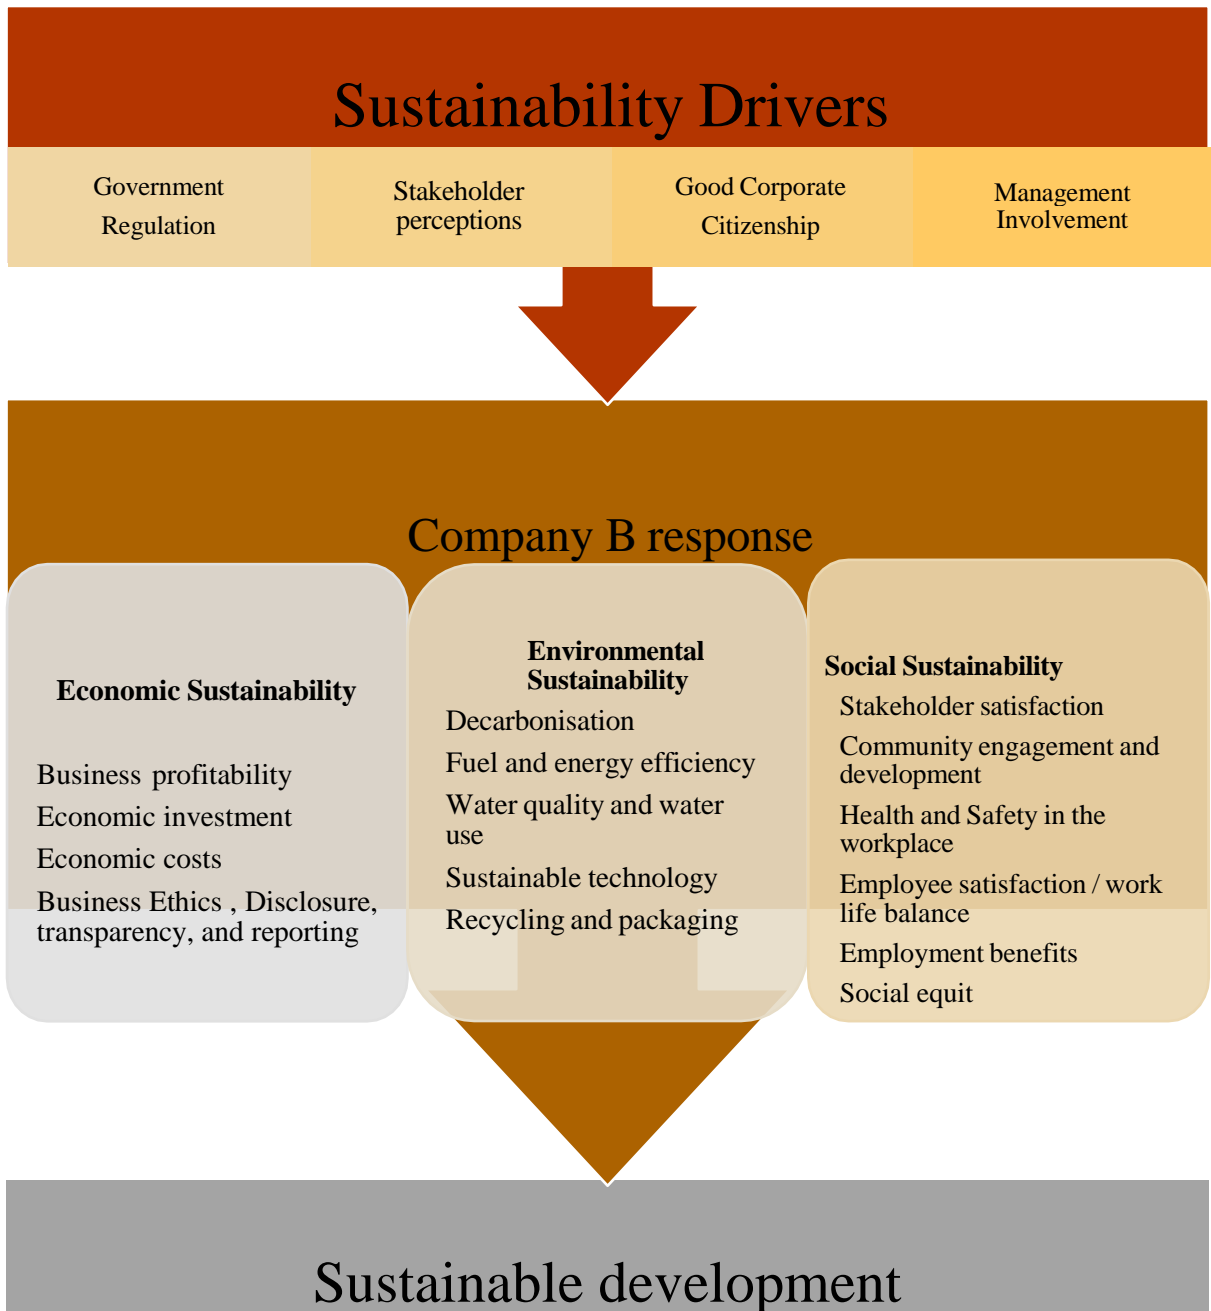 Sustainability Drivers
Government
Regulation
Stakeholder
perceptions
Good Corporate
Citizenship
Management
Involvement
Company B response
Economic Sustainability
Business profitability
Economic investment
Economic costs
Business Ethics , Disclosure,
transparency, and reporting
Environmental
Sustainability
Decarbonisation
Fuel and energy efficiency
Water quality and water
use
Sustainable technology
Recycling and packaging
Social Sustainability
Stakeholder satisfaction
Community engagement and
development
Health and Safety in the
workplace
Employee satisfaction / work
life balance
Employment benefits
Social equit
Sustainable development